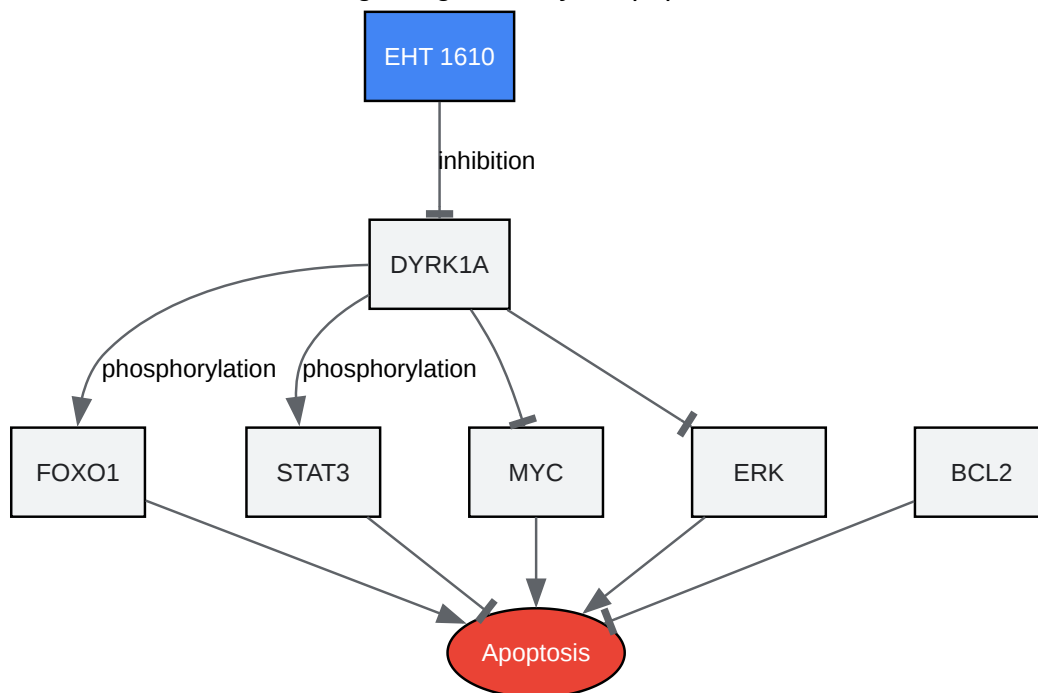 EHT 1610
inhibition
DYRK1A
phosphorylation
phosphorylation
FOXO1
STAT3
MYC
ERK
BCL2
Apoptosis